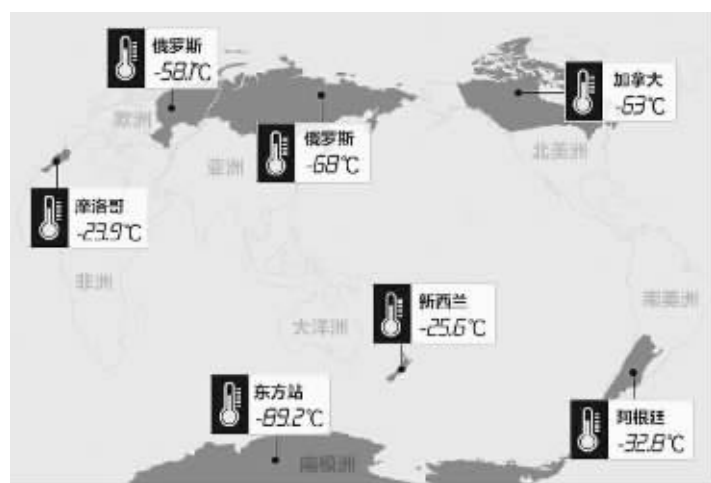 俄罗斯
-58.1℃
加拿大
-63℃
欧洲
俄罗斯
-68℃
亚洲
北美洲
摩洛哥
-23.9℃
非洲
新西兰
-25.6℃
南美洲
大洋洲
东方站
-89.2℃
阿根廷
-32.8℃
南极洲